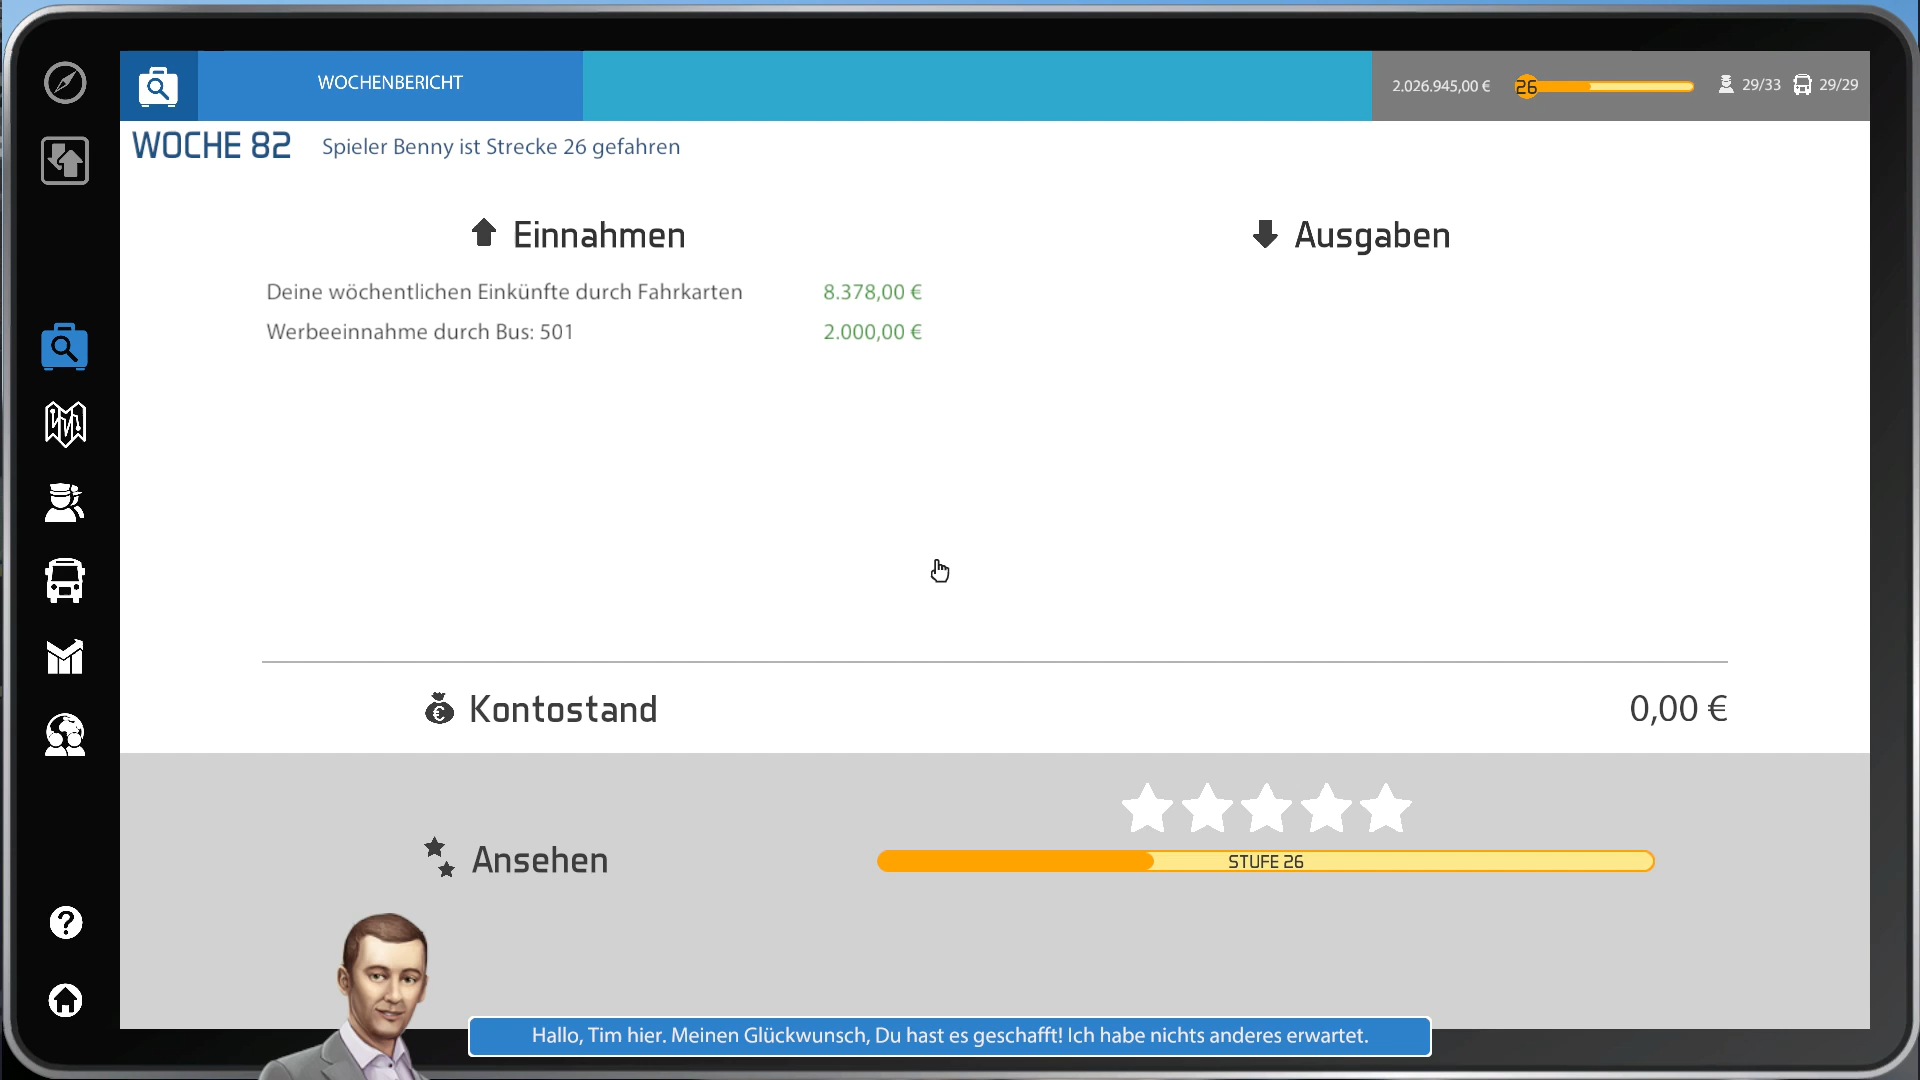 WOCHENBERICHT
2.026.945,00 € 26 29/33 29/29
WOCHE 82 Spieler Benny ist Strecke 26 gefahren
Einnahmen Ausgaben
Deine wöchentlichen Einkünfte durch Fahrkarten 8.378,00 €
Werbeeinnahme durch Bus: 501 2.000,00 €
Kontostand 0,00 €
Ansehen STUFE 26
Hallo, Tim hier. Meinen Glückwunsch, Du hast es geschafft! Ich habe nichts anderes erwartet.